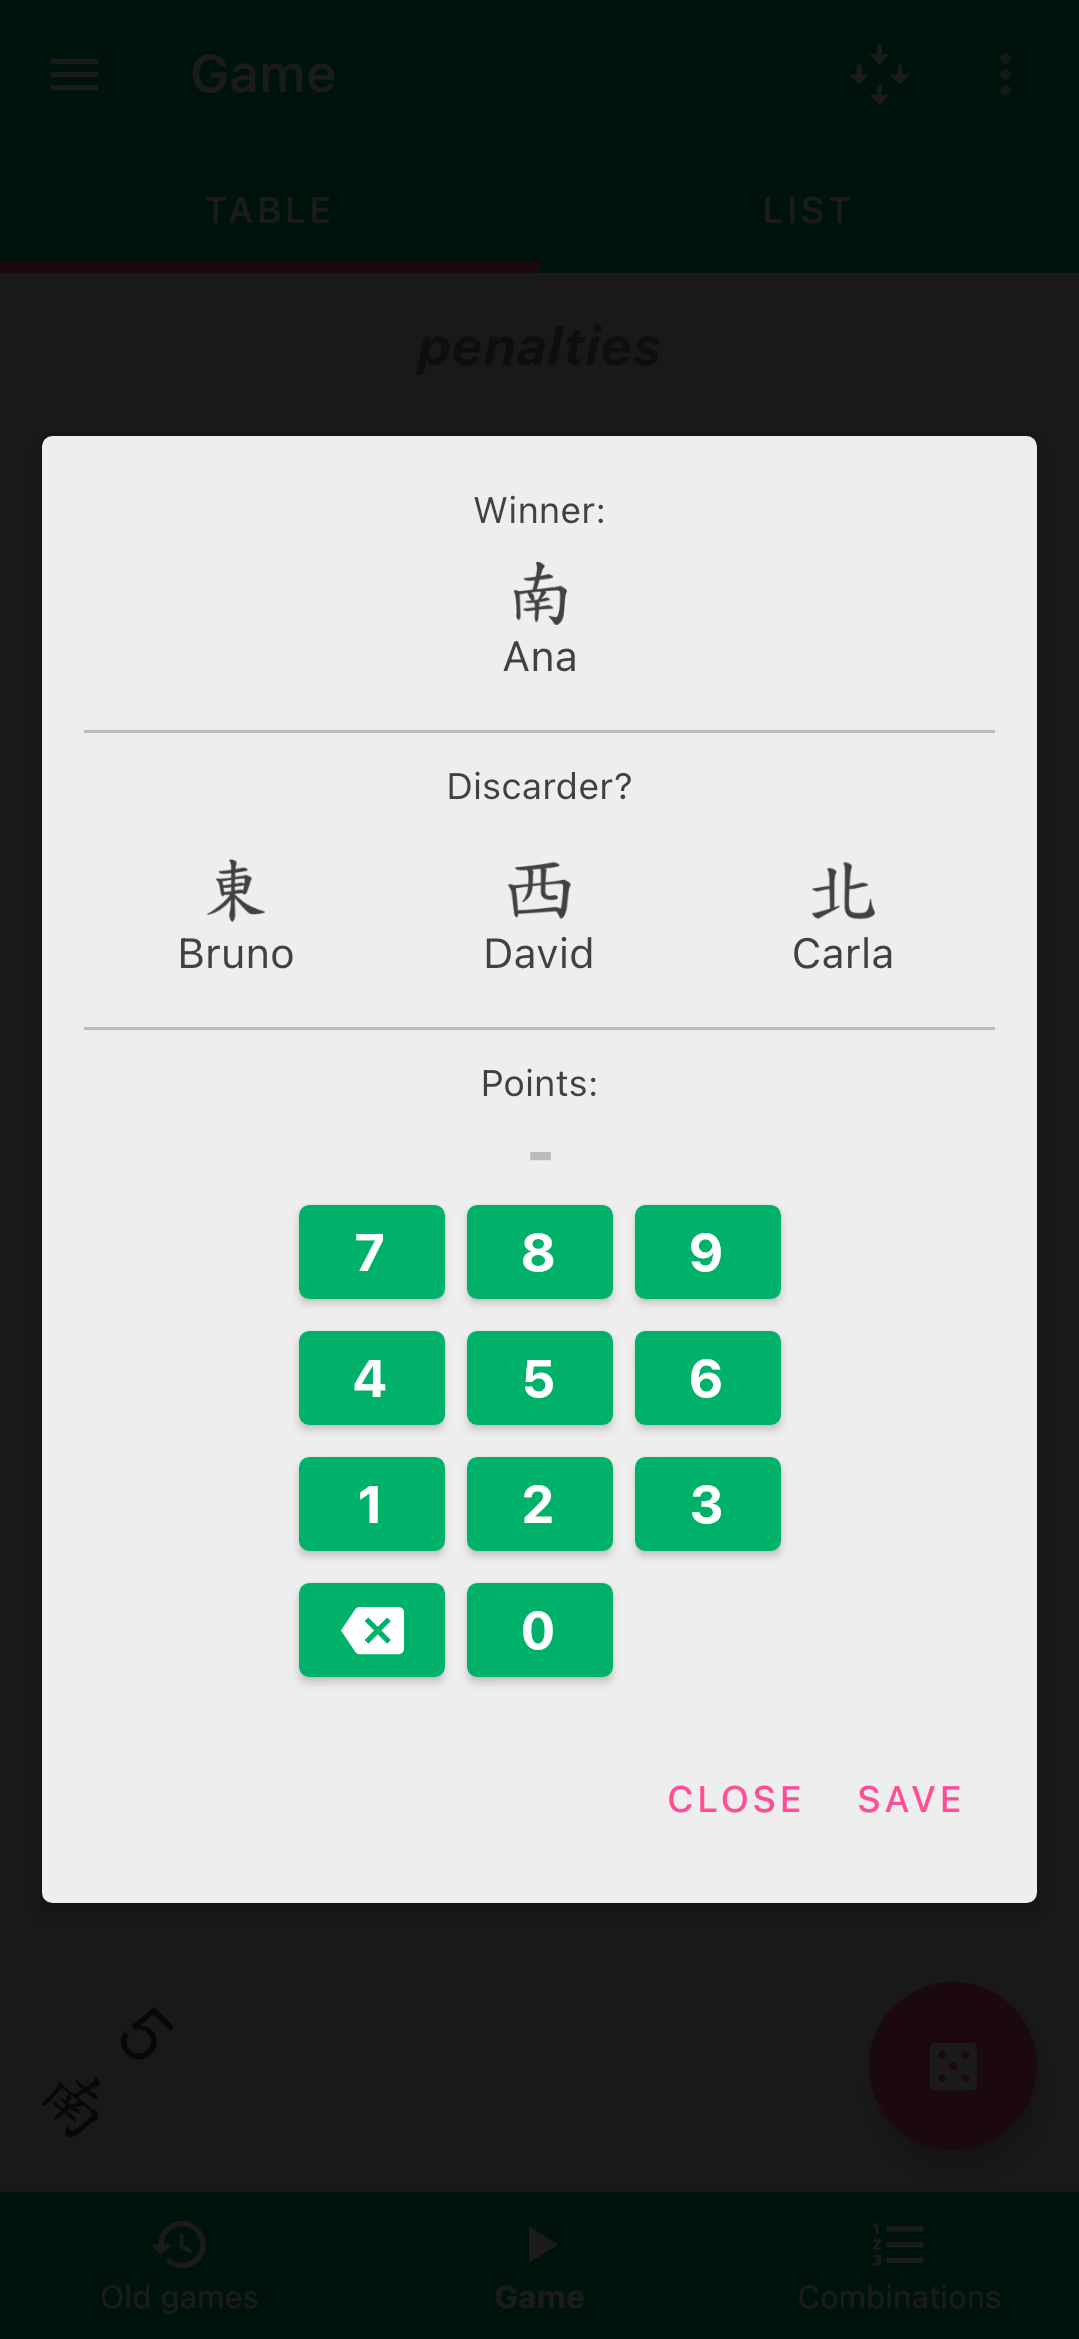 Game
TABLE LIST
penalties
Winner:
南
Ana
Discarder?
東 西 北
Bruno David Carla
Points:
-
7 8 9
4 5 6
1 2 3
0
CLOSE SAVE
5
南
Old games Game Combinations